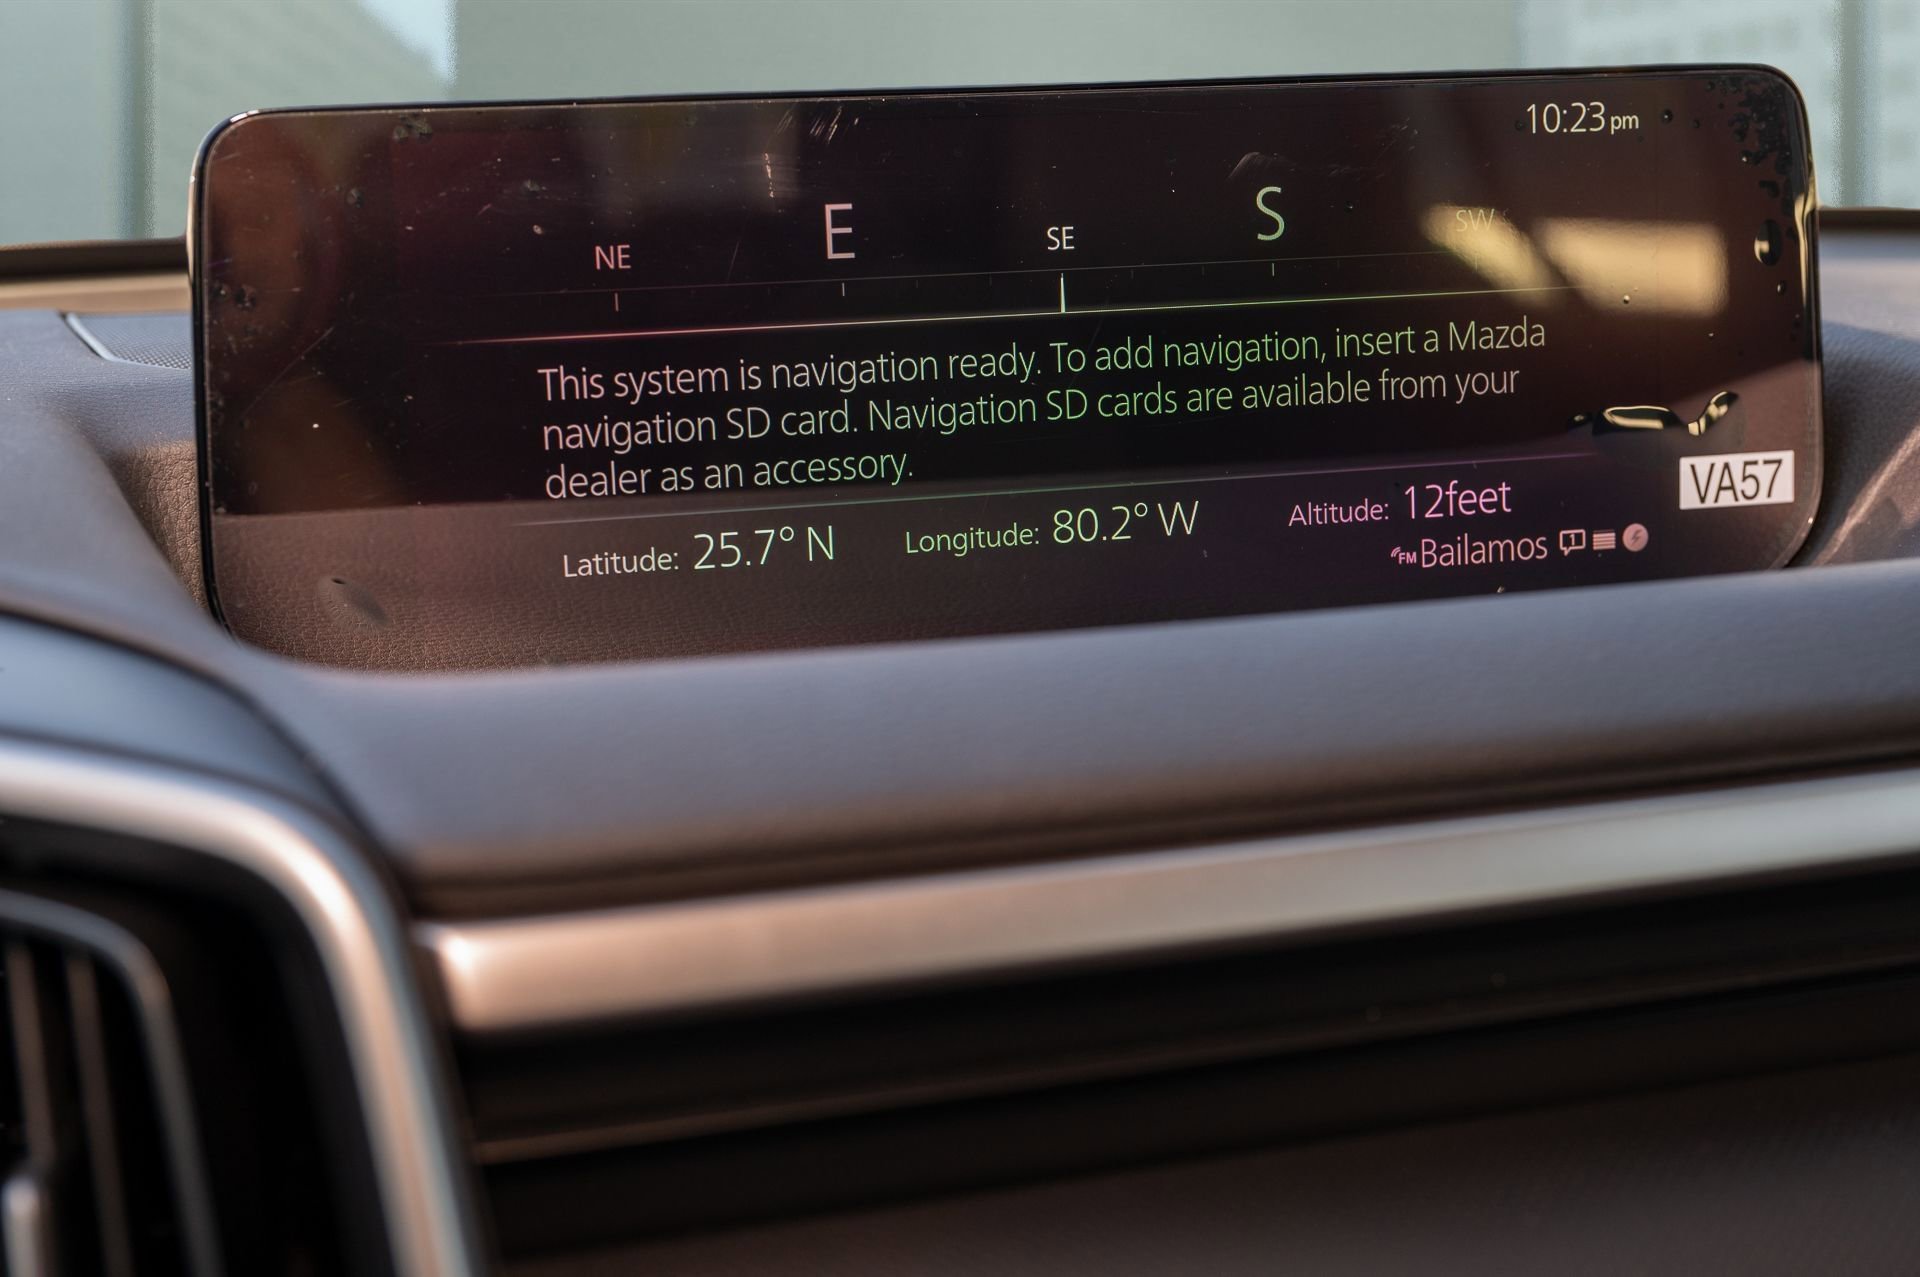 10:23pm
NE E SE S SW
This system is navigation ready. To add navigation, insert a Mazda
navigation SD card. Navigation SD cards are available from your
dealer as an accessory.
Latitude: 25.7° N Longitude: 80.2° W Altitude: 12feet
VA57
FM Bailamos 1